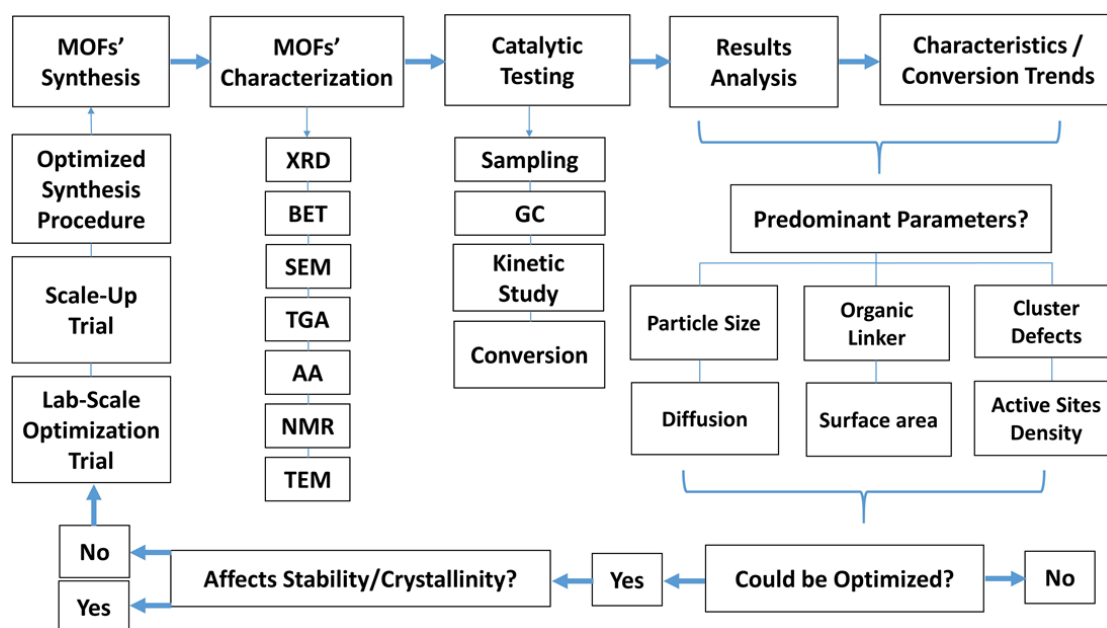 MOFs’
Synthesis
MOFs’
Characterization
Catalytic
Testing
Results
Analysis
Characteristics /
Conversion Trends
Optimized
Synthesis
Procedure
Scale-Up
Trial
Lab-Scale
Optimization
Trial
XRD
BET
SEM
TGA
AA
NMR
TEM
Sampling
GC
Kinetic
Study
Conversion
Predominant Parameters?
Particle Size
Organic
Linker
Cluster
Defects
Diffusion
Surface area
Active Sites
Density
Could be Optimized?
No
Yes
Affects Stability/Crystallinity?
No
Yes